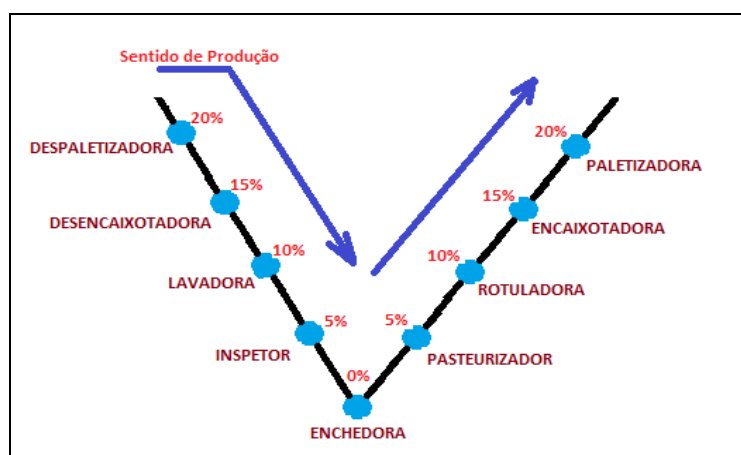 Sentido de Produção
20%
DESPALETIZADORA
15%
DESENCAIXOTADORA
10%
LAVADORA
5%
INSPETOR
0%
ENCHEDORA
5%
PASTEURIZADOR
10%
ROTULADORA
15%
ENCAIXOTADORA
20%
PALETIZADORA